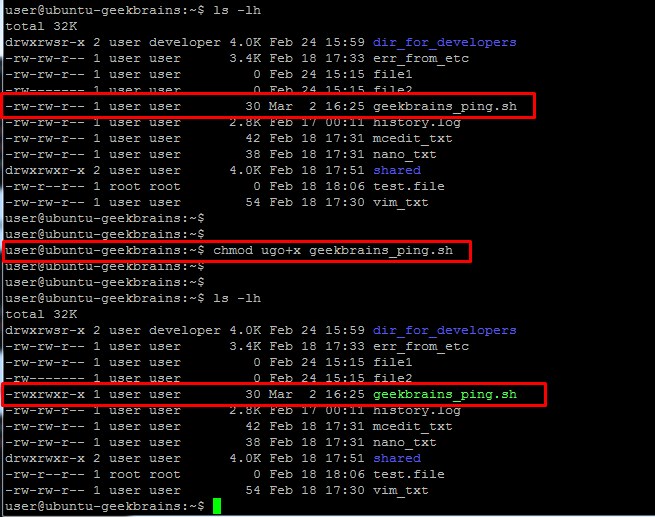 user@ubuntu-geekbrains:~$ ls -lh
total 32K
drwxrwsr-x 2 user developer 4.0K Feb 24 15:59 dir_for_developers
-rw-rw-r-- 1 user user      3.4K Feb 18 17:33 err_from_etc
-rw-rw-r-- 1 user user         0 Feb 24 15:15 file1
-rw------- 1 user user         0 Feb 24 15:15 file2
-rw-rw-r-- 1 user user        30 Mar  2 16:25 geekbrains_ping.sh
-rw-rw-r-- 1 user user      2.8K Feb 17 00:11 history.log
-rw-rw-r-- 1 user user        42 Feb 18 17:31 mcedit_txt
-rw-rw-r-- 1 user user        38 Feb 18 17:31 nano_txt
drwxrwxr-x 2 user user      4.0K Feb 18 17:51 shared
-rw-r--r-- 1 root root         0 Feb 18 18:06 test.file
-rw-rw-r-- 1 user user        54 Feb 18 17:30 vim_txt
user@ubuntu-geekbrains:~$
user@ubuntu-geekbrains:~$
user@ubuntu-geekbrains:~$ chmod ugo+x geekbrains_ping.sh
user@ubuntu-geekbrains:~$
user@ubuntu-geekbrains:~$
user@ubuntu-geekbrains:~$ ls -lh
total 32K
drwxrwsr-x 2 user developer 4.0K Feb 24 15:59 dir_for_developers
-rw-rw-r-- 1 user user      3.4K Feb 18 17:33 err_from_etc
-rw-rw-r-- 1 user user         0 Feb 24 15:15 file1
-rw------- 1 user user         0 Feb 24 15:15 file2
-rwxrwxr-x 1 user user        30 Mar  2 16:25 geekbrains_ping.sh
-rw-rw-r-- 1 user user      2.8K Feb 17 00:11 history.log
-rw-rw-r-- 1 user user        42 Feb 18 17:31 mcedit_txt
-rw-rw-r-- 1 user user        38 Feb 18 17:31 nano_txt
drwxrwxr-x 2 user user      4.0K Feb 18 17:51 shared
-rw-r--r-- 1 root root         0 Feb 18 18:06 test.file
-rw-rw-r-- 1 user user        54 Feb 18 17:30 vim_txt
user@ubuntu-geekbrains:~$